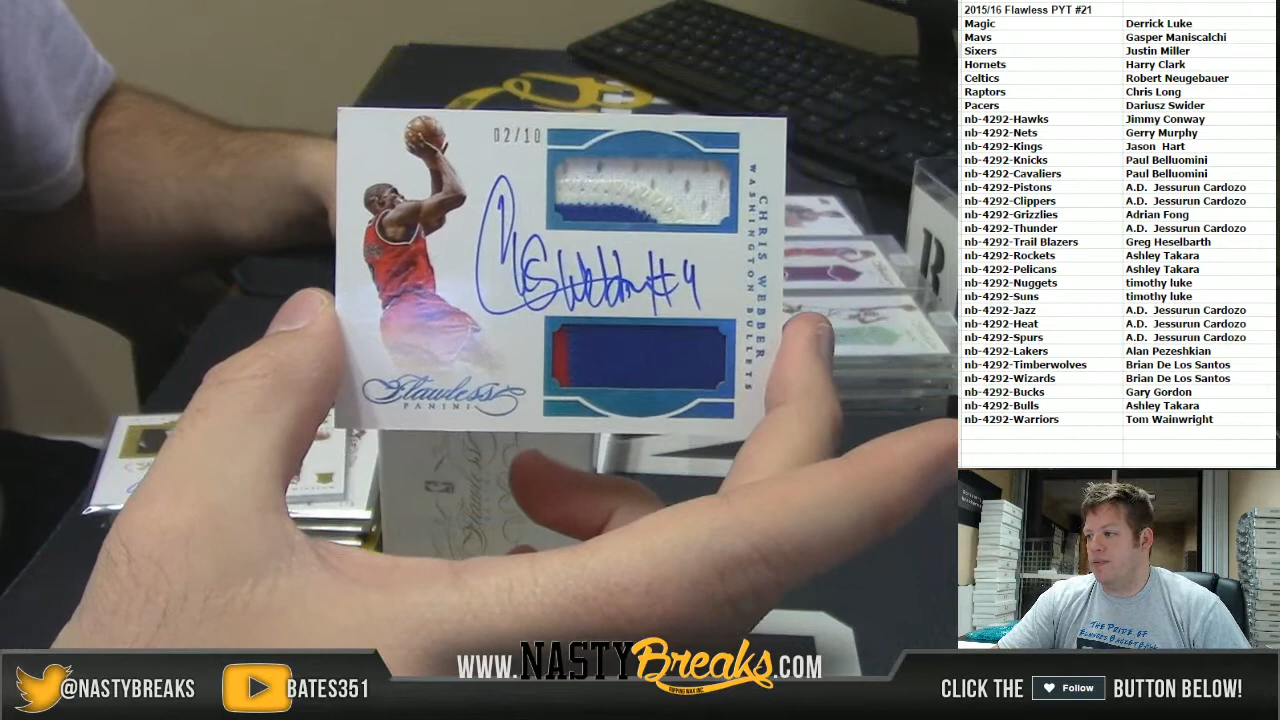 02/10
CHRIS WEBBER
WASHINGTON BULLETS
#4
Flawless
PANINI
R
2015/16 Flawless PYT #21
Magic Derrick Luke
Mavs Gasper Maniscalchi
Sixers Justin Miller
Hornets Harry Clark
Celtics Robert Neugebauer
Raptors Chris Long
Pacers Dariusz Swider
nb-4292-Hawks Jimmy Conway
nb-4292-Nets Gerry Murphy
nb-4292-Kings Jason Hart
nb-4292-Knicks Paul Belluomini
nb-4292-Cavaliers Paul Belluomini
nb-4292-Pistons A.D. Jessurun Cardozo
nb-4292-Clippers A.D. Jessurun Cardozo
nb-4292-Grizzlies Adrian Fong
nb-4292-Thunder A.D. Jessurun Cardozo
nb-4292-Trail Blazers Greg Heselbarth
nb-4292-Rockets Ashley Takara
nb-4292-Pelicans Ashley Takara
nb-4292-Nuggets timothy luke
nb-4292-Suns timothy luke
nb-4292-Jazz A.D. Jessurun Cardozo
nb-4292-Heat A.D. Jessurun Cardozo
nb-4292-Spurs A.D. Jessurun Cardozo
nb-4292-Lakers Alan Pezeshkian
nb-4292-Timberwolves Brian De Los Santos
nb-4292-Wizards Brian De Los Santos
nb-4292-Bucks Gary Gordon
nb-4292-Bulls Ashley Takara
nb-4292-Warriors Tom Wainwright
Flawless
THE PRIDE OF
@NASTYBREAKS
BATES351
WWW.NASTYBreaks.COM
RIPPING WAX INC
CLICK THE Follow BUTTON BELOW!